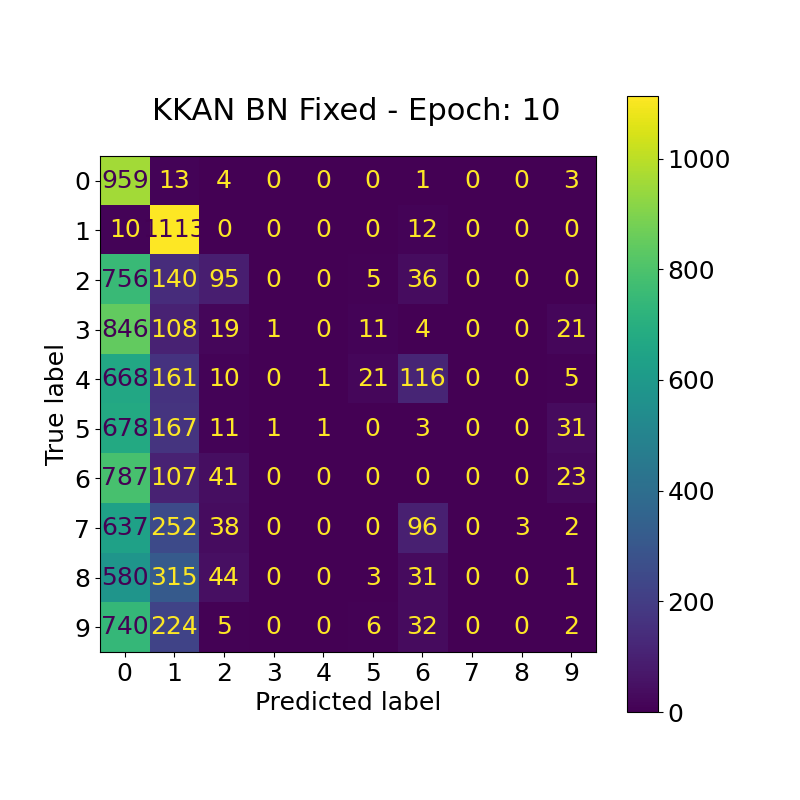 KKAN BN Fixed - Epoch: 10
0 959 13 4 0 0 0 1 0 0 3
1 10 1113 0 0 0 0 12 0 0 0
2 756 140 95 0 0 5 36 0 0 0
3 846 108 19 1 0 11 4 0 0 21
4 668 161 10 0 1 21 116 0 0 5
5 678 167 11 1 1 0 3 0 0 31
6 787 107 41 0 0 0 0 0 0 23
7 637 252 38 0 0 0 96 0 3 2
8 580 315 44 0 0 3 31 0 0 1
9 740 224 5 0 0 6 32 0 0 2
0 1 2 3 4 5 6 7 8 9
Predicted label
True label
1000
800
600
400
200
0